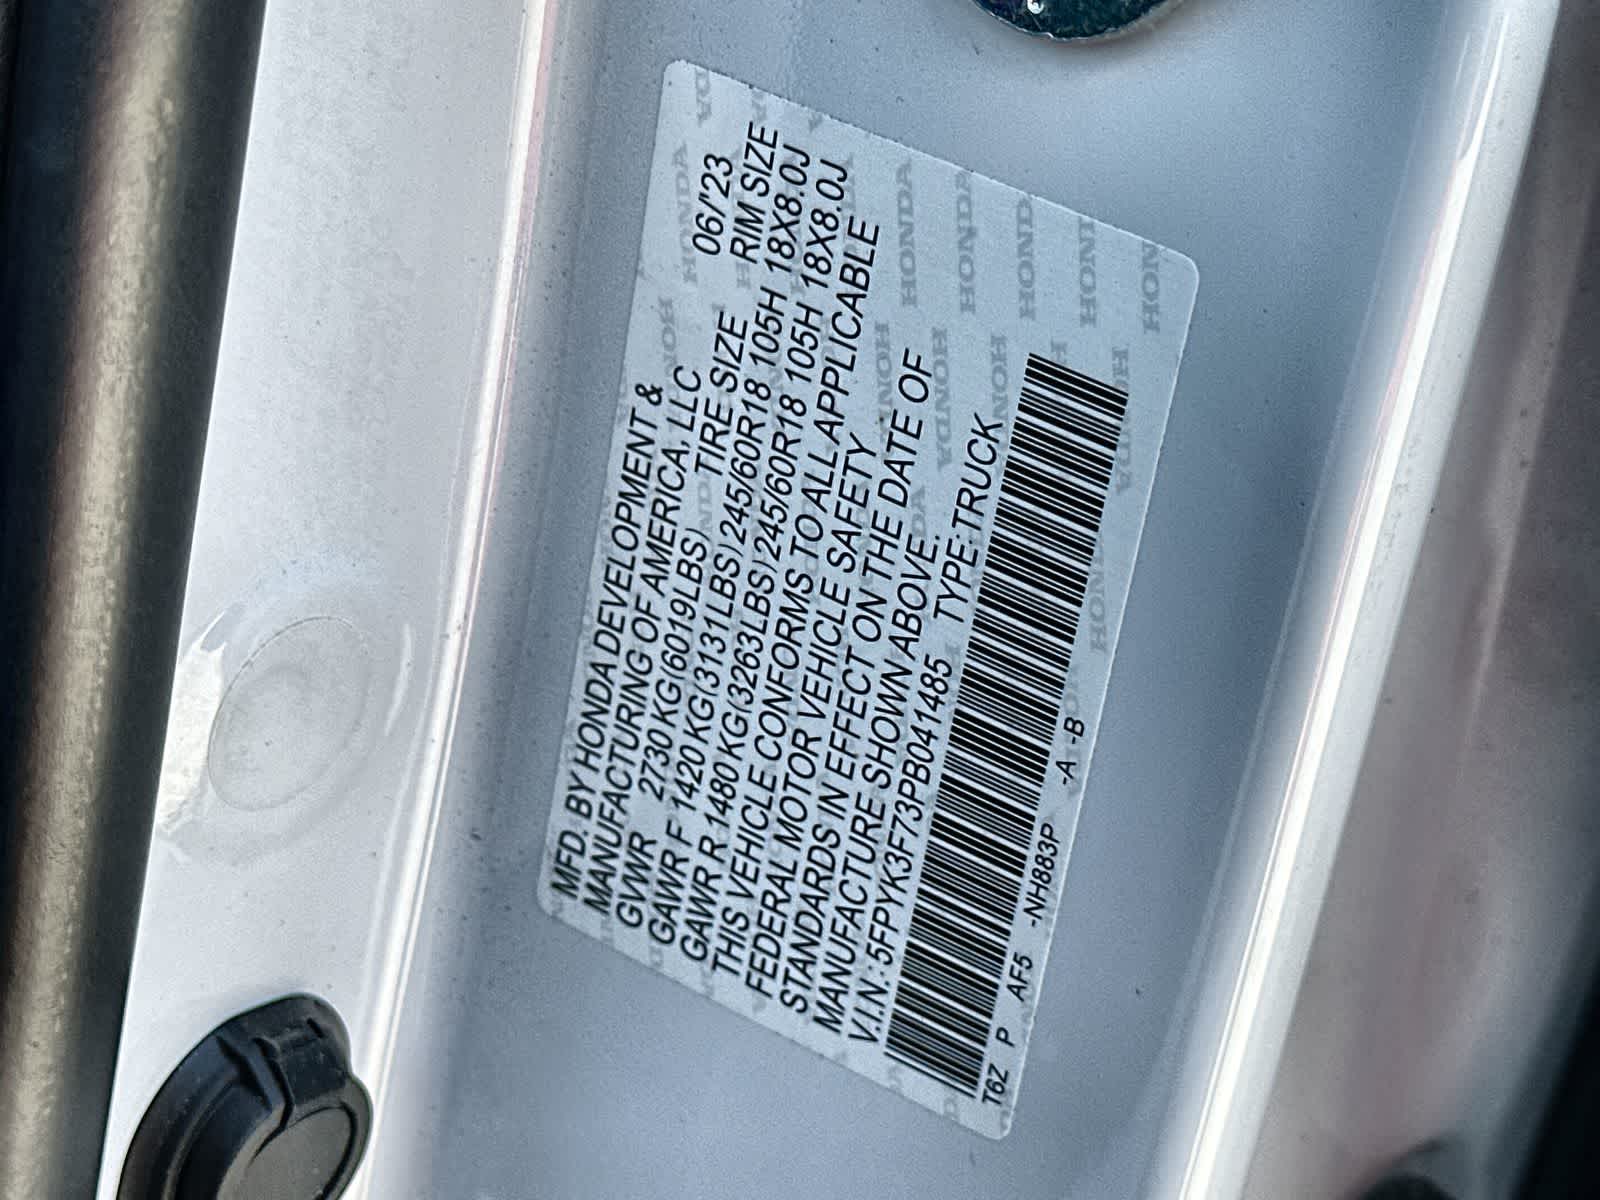 MFD. BY HONDA DEVELOPMENT &
MANUFACTURING OF AMERICA, LLC 06/'23
GVWR 2730 KG(6019LBS) TIRE SIZE RIM SIZE
GAWR F 1420 KG(3131LBS) 245/60R18 105H 18X8.0J
GAWR R 1480 KG(3263LBS) 245/60R18 105H 18X8.0J
THIS VEHICLE CONFORMS TO ALL APPLICABLE
FEDERAL MOTOR VEHICLE SAFETY
STANDARDS IN EFFECT ON THE DATE OF
MANUFACTURE SHOWN ABOVE.
V.I.N.: 5FPYK3F73PB041485 TYPE:TRUCK
T6Z P AF5 -NH883P -A -B
HONDA